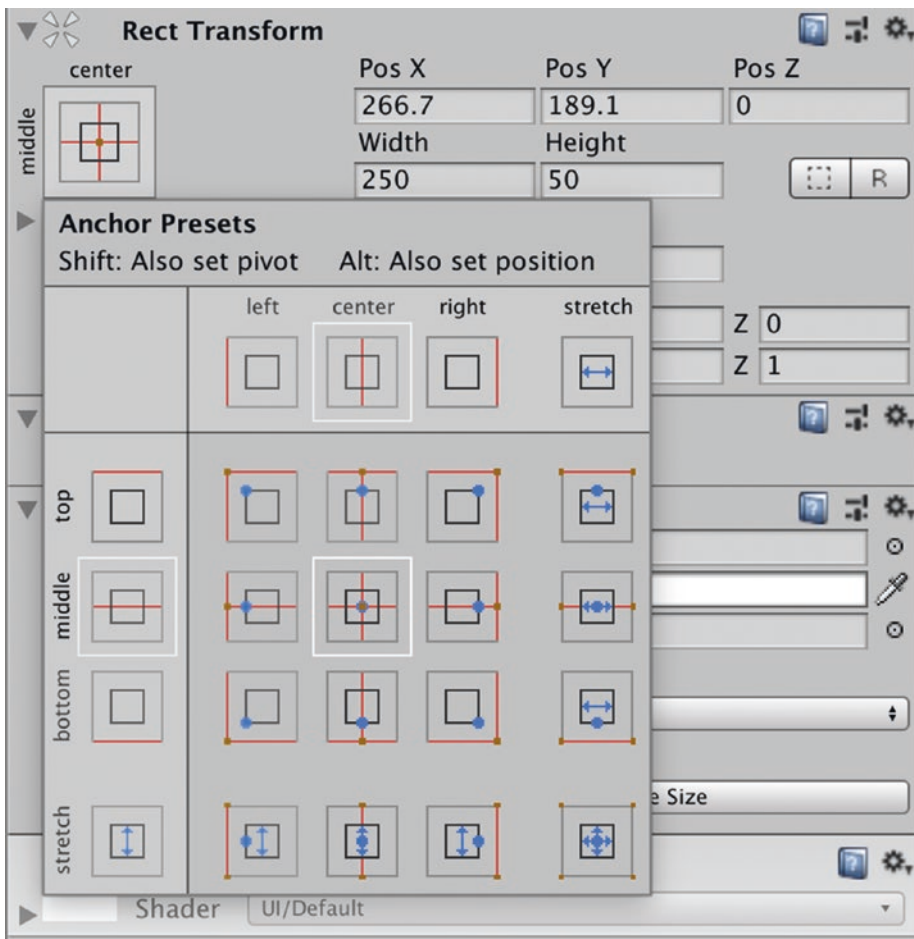 Rect Transform
center
Pos X Pos Y Pos Z
middle
266.7 189.1 0
Width Height
250 50
R
Anchor Presets
Shift: Also set pivot Alt: Also set position
left center right stretch
Z 0
Z 1
top
middle
bottom
stretch
e Size
Shader UI/Default